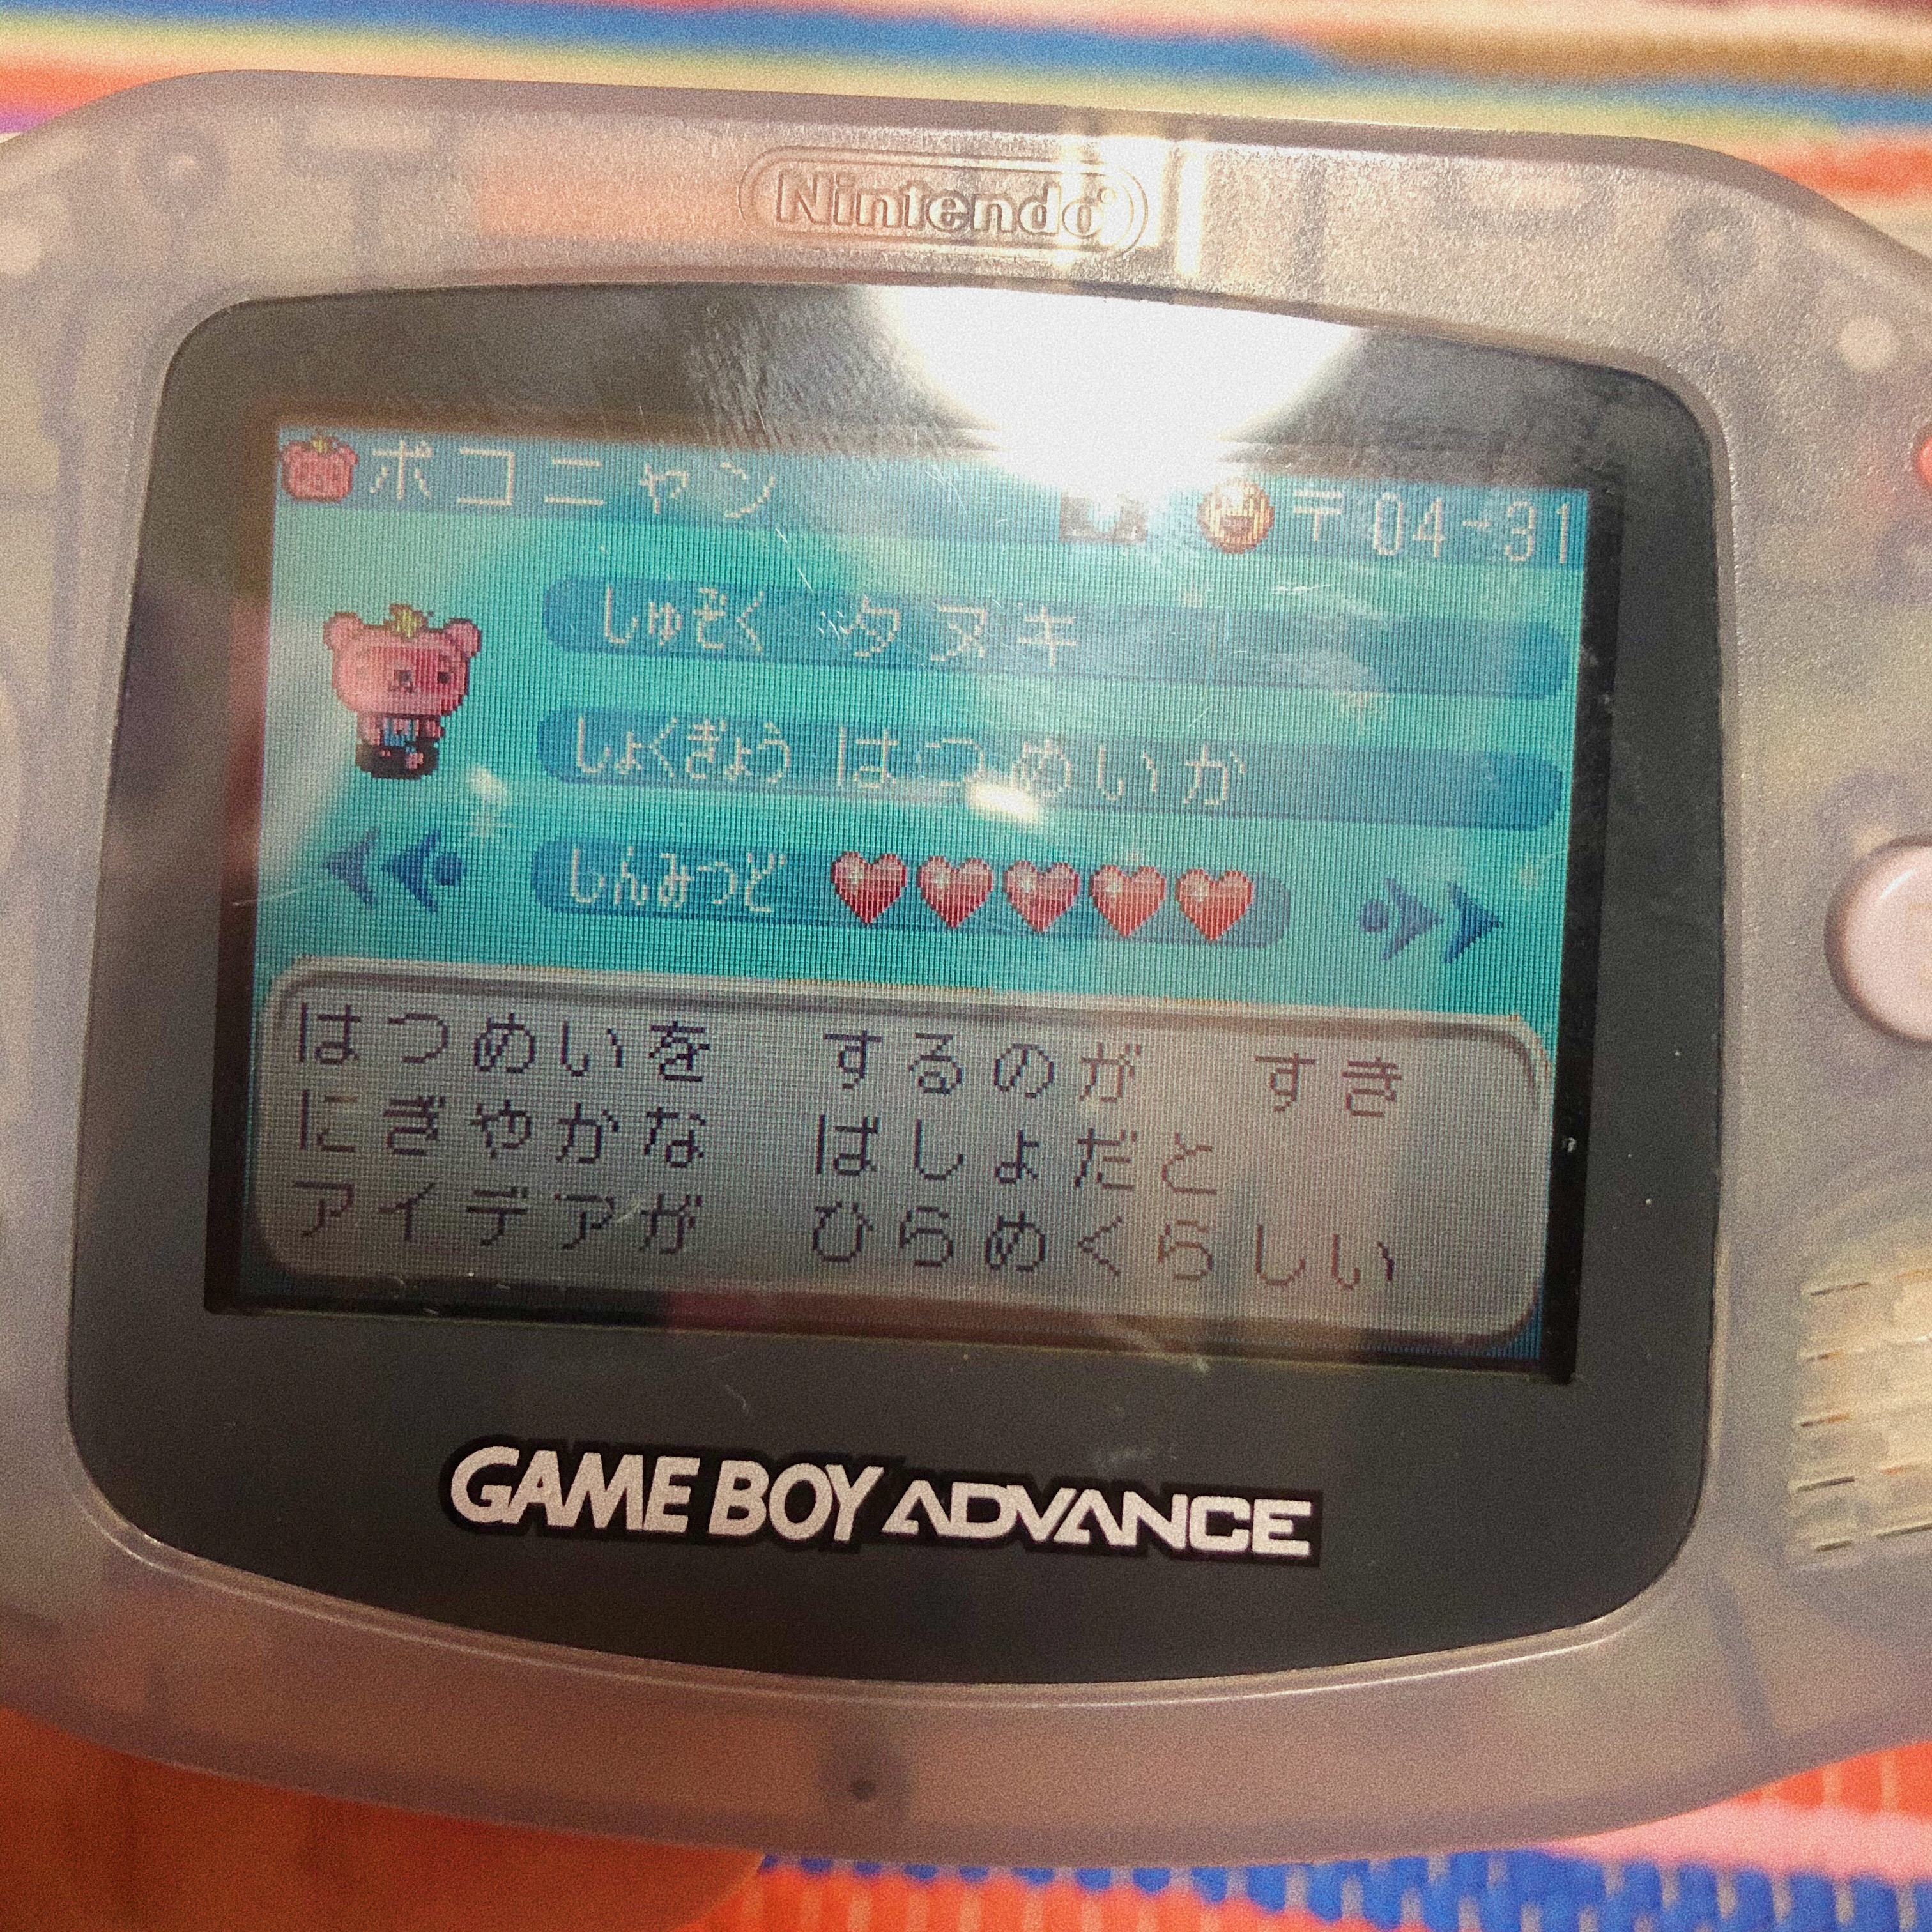 Nintendo
ポコニャン 〒04-31
しゅぞく タヌキ
しょくぎょう はつめいか
しんみつど
はつめいを するのが すき
にぎやかな ばしょだと
アイデアが ひらめくらしい
GAME BOY ADVANCE